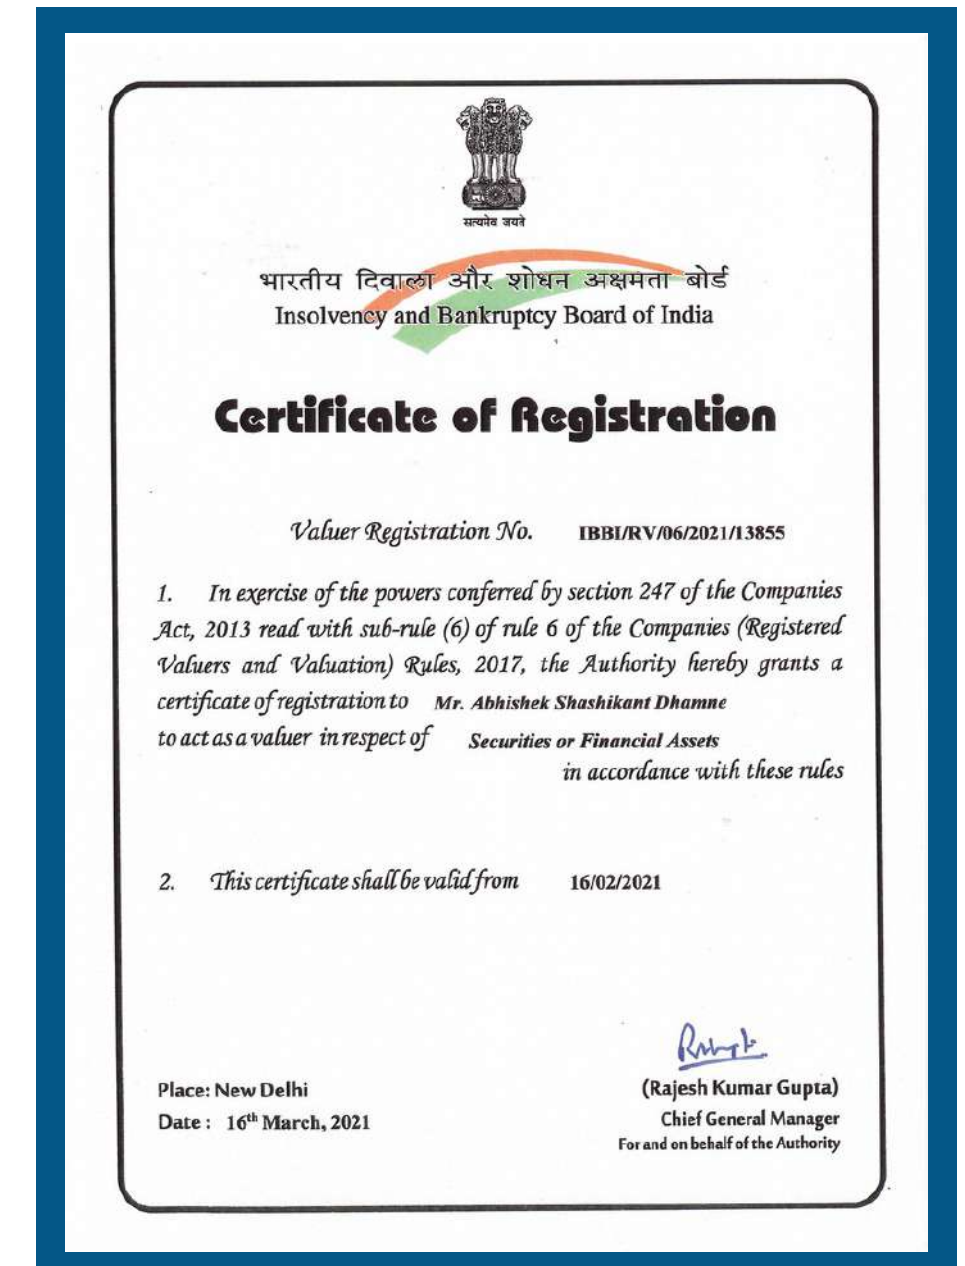 सत्यमेव जयते
भारतीय दिवाला और शोधन अक्षमता बोर्ड
Insolvency and Bankruptcy Board of India
Certificate of Registration
Valuer Registration No. IBBI/RV/06/2021/13855
1. In exercise of the powers conferred by section 247 of the Companies
Act, 2013 read with sub-rule (6) of rule 6 of the Companies (Registered
Valuers and Valuation) Rules, 2017, the Authority hereby grants a
certificate of registration to Mr. Abhishek Shashikant Dhamne
to act as a valuer in respect of Securities or Financial Assets
in accordance with these rules
2. This certificate shall be valid from 16/02/2021
Place: New Delhi
Date : 16th March, 2021
(Rajesh Kumar Gupta)
Chief General Manager
For and on behalf of the Authority